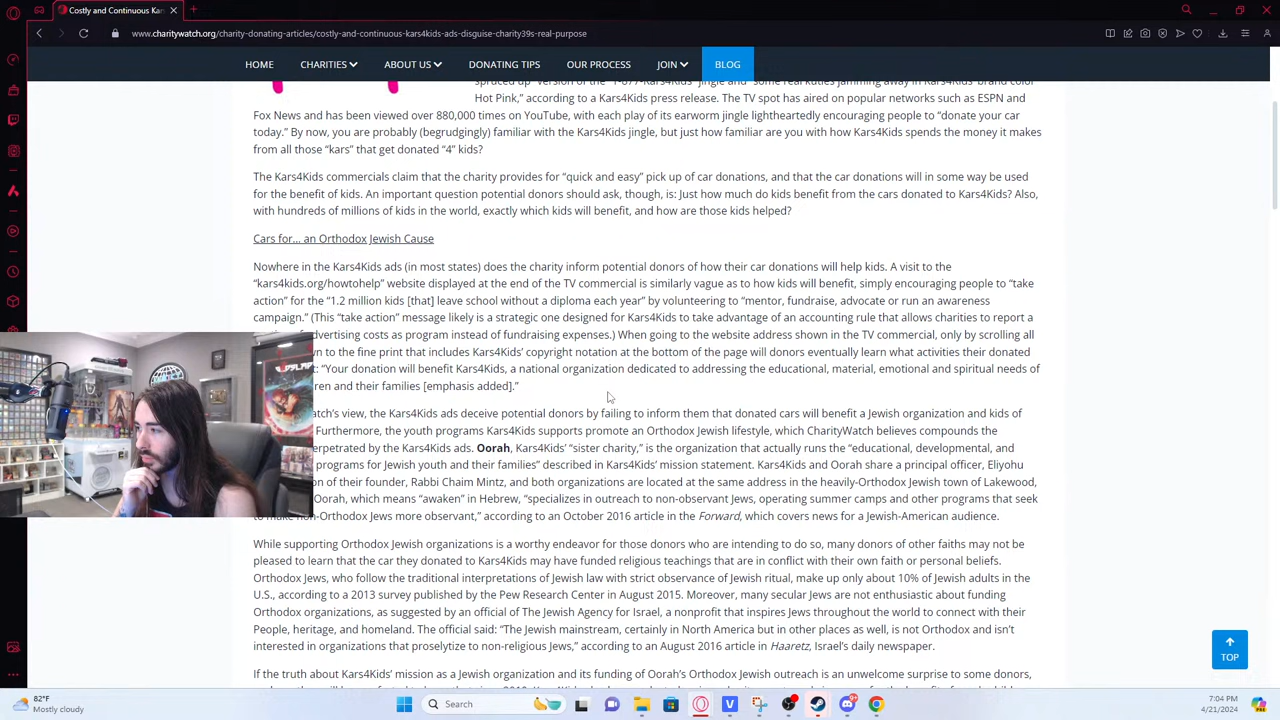 Costly and Continuous Kar
www.charitywatch.org/charity-donating-articles/costly-and-continuous-kars4kids-ads-disguise-charity39s-real-purpose
HOME CHARITIES ABOUT US DONATING TIPS OUR PROCESS JOIN BLOG
spruced up" version of the "1-877-Kars4Kids" jingle and "some real kuties jamming away in Kars4Kids' brand color
Hot Pink," according to a Kars4Kids press release. The TV spot has aired on popular networks such as ESPN and
Fox News and has been viewed over 880,000 times on YouTube, with each play of its earworm jingle lightheartedly encouraging people to "donate your car
today." By now, you are probably (begrudgingly) familiar with the Kars4Kids jingle, but just how familiar are you with how Kars4Kids spends the money it makes
from all those "kars" that get donated "4" kids?
The Kars4Kids commercials claim that the charity provides for "quick and easy" pick up of car donations, and that the car donations will in some way be used
for the benefit of kids. An important question potential donors should ask, though, is: Just how much do kids benefit from the cars donated to Kars4Kids? Also,
with hundreds of millions of kids in the world, exactly which kids will benefit, and how are those kids helped?
Cars for... an Orthodox Jewish Cause
Nowhere in the Kars4Kids ads (in most states) does the charity inform potential donors of how their car donations will help kids. A visit to the
"kars4kids.org/howtohelp" website displayed at the end of the TV commercial is similarly vague as to how kids will benefit, simply encouraging people to "take
action" for the "1.2 million kids [that] leave school without a diploma each year" by volunteering to "mentor, fundraise, advocate or run an awareness
campaign." (This "take action" message likely is a strategic one designed for Kars4Kids to take advantage of an accounting rule that allows charities to report a
advertising costs as program instead of fundraising expenses.) When going to the website address shown in the TV commercial, only by scrolling all
to the fine print that includes Kars4Kids' copyright notation at the bottom of the page will donors eventually learn what activities their donated
"Your donation will benefit Kars4Kids, a national organization dedicated to addressing the educational, material, emotional and spiritual needs of
and their families [emphasis added]."
view, the Kars4Kids ads deceive potential donors by failing to inform them that donated cars will benefit a Jewish organization and kids of
Furthermore, the youth programs Kars4Kids supports promote an Orthodox Jewish lifestyle, which CharityWatch believes compounds the
perpetrated by the Kars4Kids ads. Oorah, Kars4Kids' "sister charity," is the organization that actually runs the "educational, developmental, and
programs for Jewish youth and their families" described in Kars4Kids' mission statement. Kars4Kids and Oorah share a principal officer, Eliyohu
of their founder, Rabbi Chaim Mintz, and both organizations are located at the same address in the heavily-Orthodox Jewish town of Lakewood,
Oorah, which means "awaken" in Hebrew, "specializes in outreach to non-observant Jews, operating summer camps and other programs that seek
to make non-Orthodox Jews more observant," according to an October 2016 article in the Forward, which covers news for a Jewish-American audience.
While supporting Orthodox Jewish organizations is a worthy endeavor for those donors who are intending to do so, many donors of other faiths may not be
pleased to learn that the car they donated to Kars4Kids may have funded religious teachings that are in conflict with their own faith or personal beliefs.
Orthodox Jews, who follow the traditional interpretations of Jewish law with strict observance of Jewish ritual, make up only about 10% of Jewish adults in the
U.S., according to a 2013 survey published by the Pew Research Center in August 2015. Moreover, many secular Jews are not enthusiastic about funding
Orthodox organizations, as suggested by an official of The Jewish Agency for Israel, a nonprofit that inspires Jews throughout the world to connect with their
People, heritage, and homeland. The official said: "The Jewish mainstream, certainly in North America but in other places as well, is not Orthodox and isn't
interested in organizations that proselytize to non-religious Jews," according to an August 2016 article in Haaretz, Israel's daily newspaper.
If the truth about Kars4Kids' mission as a Jewish organization and its funding of Oorah's Orthodox Jewish outreach is an unwelcome surprise to some donors,
TOP
82°F
Mostly cloudy
Search
7:04 PM
4/21/2024